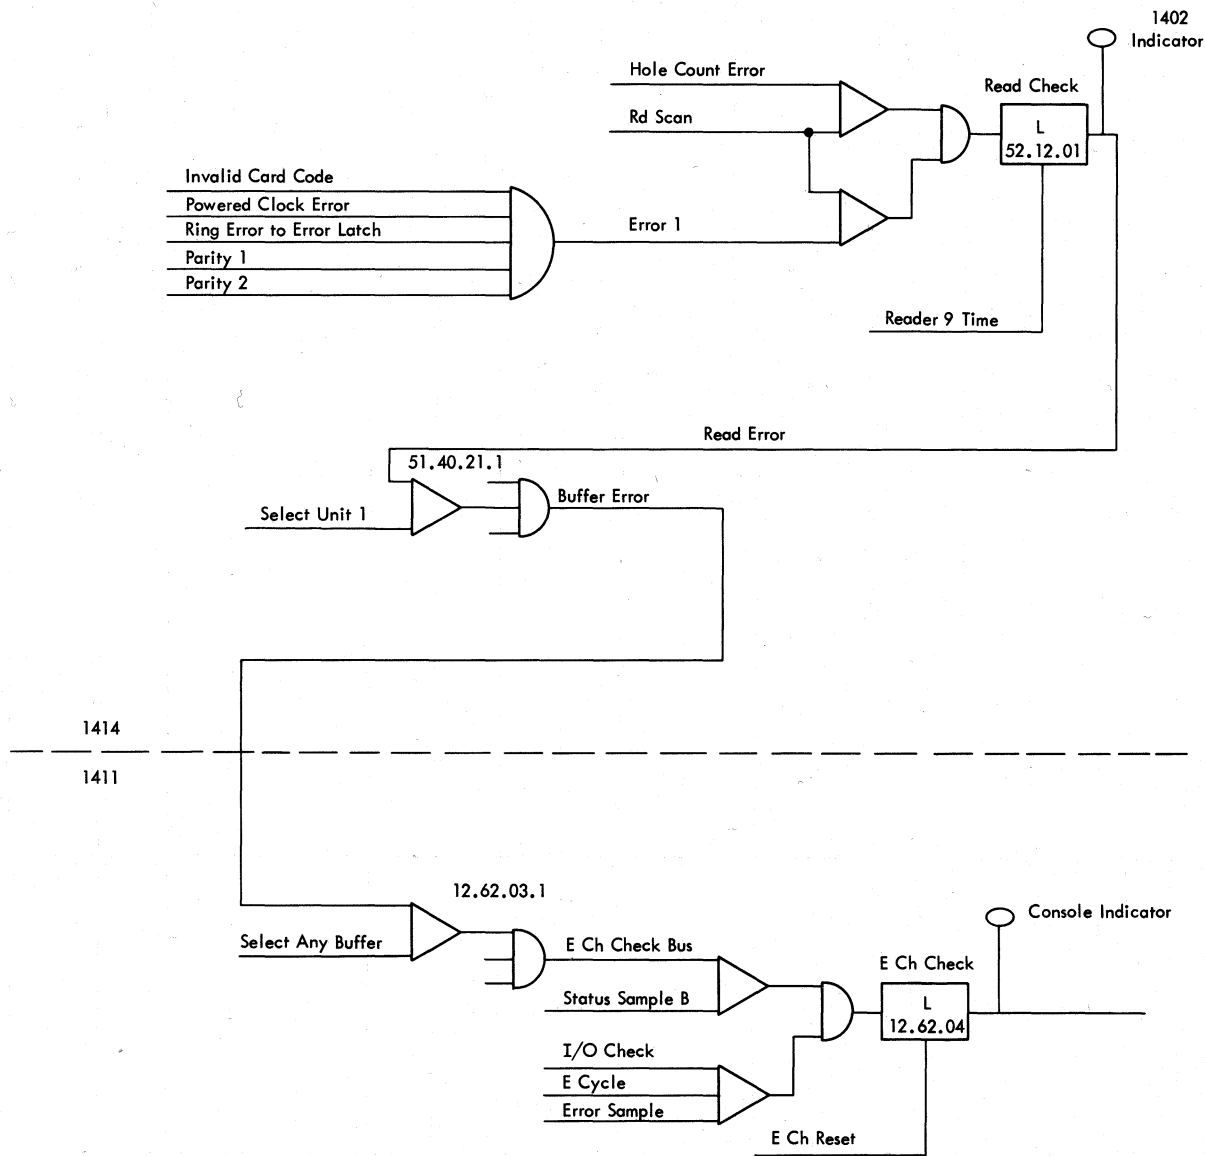 1402
Indicator
Hole Count Error
Read Check
Rd Scan
L
52.12.01
Invalid Card Code
Powered Clock Error
Ring Error to Error Latch
Error 1
Parity 1
Parity 2
Reader 9 Time
Read Error
51.40.21.1
Buffer Error
Select Unit 1
1414
1411
12.62.03.1
Console Indicator
Select Any Buffer
E Ch Check Bus
E Ch Check
Status Sample B
L
12.62.04
I/O Check
E Cycle
Error Sample
E Ch Reset